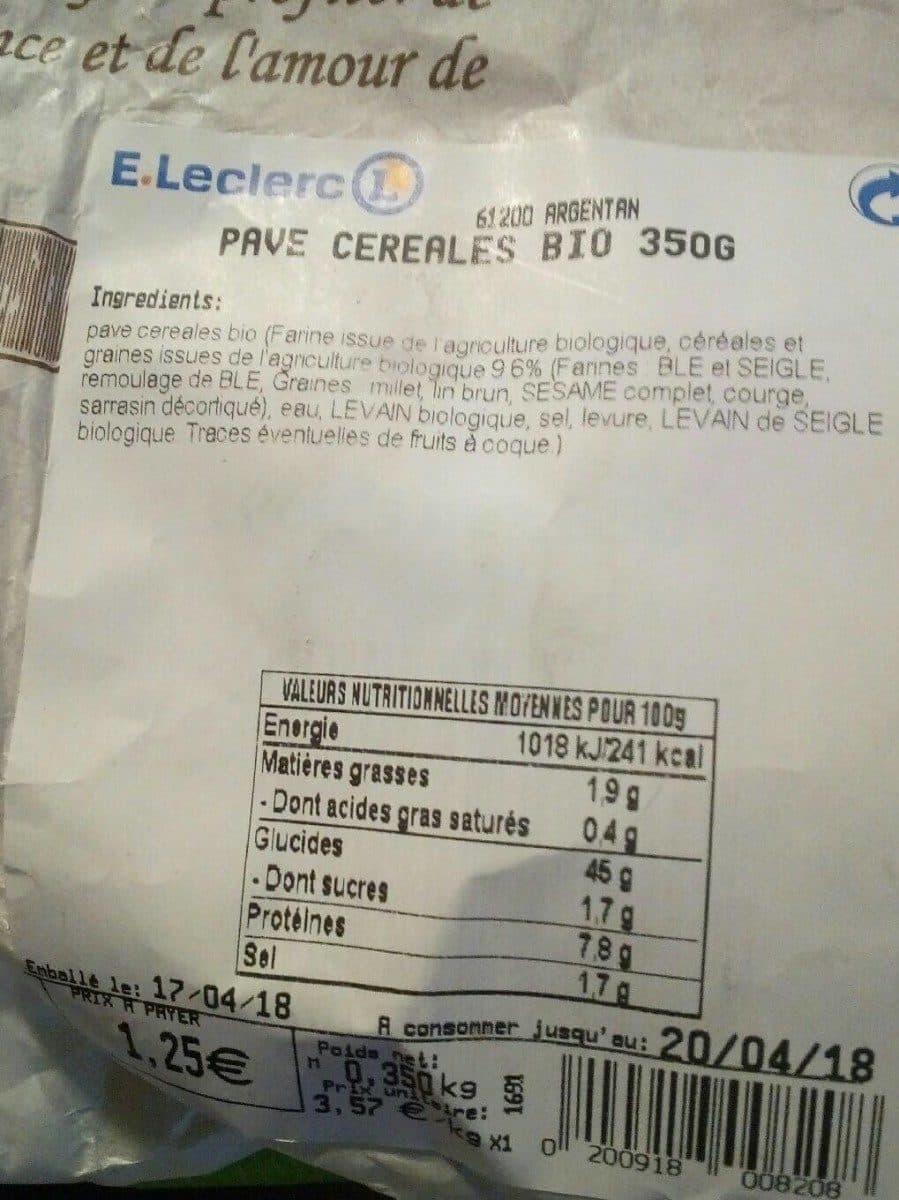 et de l'amour de
E.Leclerc L
61200 ARGENTAN
PAVE CEREALES BIO 350G
Ingredients:
pave cereales bio (Farine issue de l'agriculture biologique, céréales et
graines issues de l'agriculture biologique 9.6% (Farines : BLE et SEIGLE,
remoulage de BLE, Graines : millet, lin brun, SESAME complet, courge,
sarrasin décortiqué), eau, LEVAIN biologique, sel, levure, LEVAIN de SEIGLE
biologique. Traces éventuelles de fruits à coque.)
VALEURS NUTRITIONNELLES MOYENNES POUR 100g
Energie 1018 kJ/241 kcal
Matières grasses 1,9 g
- Dont acides gras saturés 0,4 g
Glucides 45 g
- Dont sucres 1,7 g
Protéines 7,8 g
Sel 1,7 g
Emballé le: 17/04/18
A consommer jusqu'au: 20/04/18
PRIX A PAYER
1,25€
Poids net:
0,350 kg
3,57 €
kg x1
1691
0 200918 008208